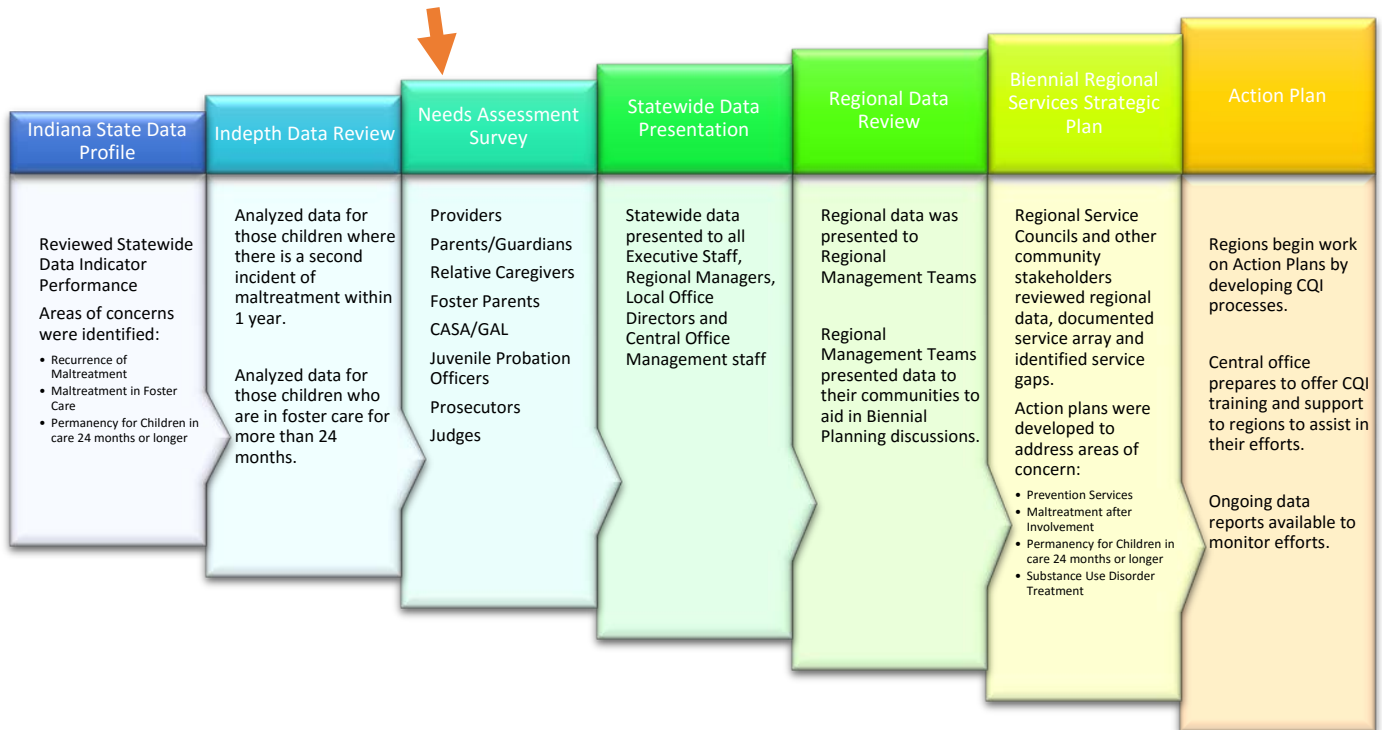 Indiana State Data
Profile
Reviewed Statewide
Data Indicator
Performance
Areas of concerns
were identified:
• Recurrence of
Maltreatment
• Maltreatment in Foster
Care
• Permanency for Children in
care 24 months or longer
Indepth Data Review
Analyzed data for
those children where
there is a second
incident of
maltreatment within
1 year.
Analyzed data for
those children who
are in foster care for
more than 24
months.
Needs Assessment
Survey
Providers
Parents/Guardians
Relative Caregivers
Foster Parents
CASA/GAL
Juvenile Probation
Officers
Prosecutors
Judges
Statewide Data
Presentation
Statewide data
presented to all
Executive Staff,
Regional Managers,
Local Office
Directors and
Central Office
Management staff
Regional Data
Review
Regional data was
presented to
Regional
Management Teams
Regional
Management Teams
presented data to
their communities to
aid in Biennial
Planning discussions.
Biennial Regional
Services Strategic
Plan
Regional Service
Councils and other
community
stakeholders
reviewed regional
data, documented
service array and
identified service
gaps.
Action plans were
developed to
address areas of
concern:
• Prevention Services
• Maltreatment after
Involvement
• Permanency for Children in
care 24 months or longer
• Substance Use Disorder
Treatment
Action Plan
Regions begin work
on Action Plans by
developing CQI
processes.
Central office
prepares to offer CQI
training and support
to regions to assist in
their efforts.
Ongoing data
reports available to
monitor efforts.